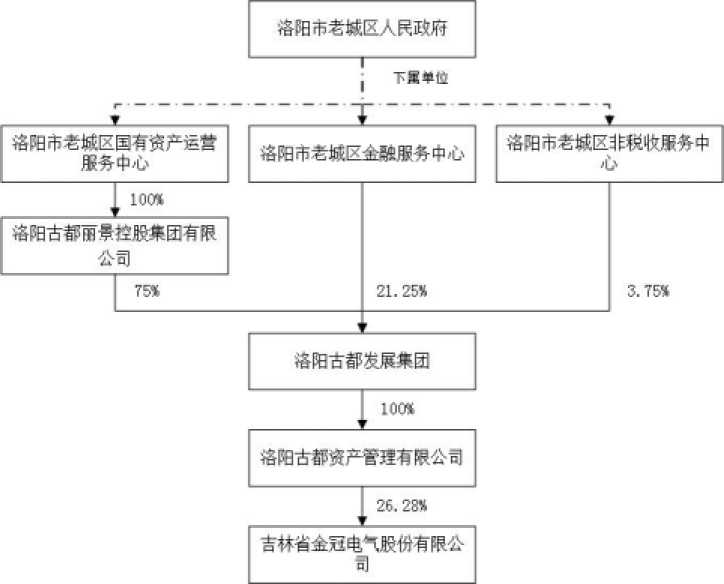 洛阳市老城区人民政府
下属单位
洛阳市老城区国有资产运营
服务中心
洛阳市老城区金融服务中心
洛阳市老城区非税收服务中
心
100%
洛阳古都丽景控股集团有限
公司
75%
21.25%
3.75%
洛阳古都发展集团
100%
洛阳古都资产管理有限公司
26.28%
吉林省金冠电气股份有限公
司